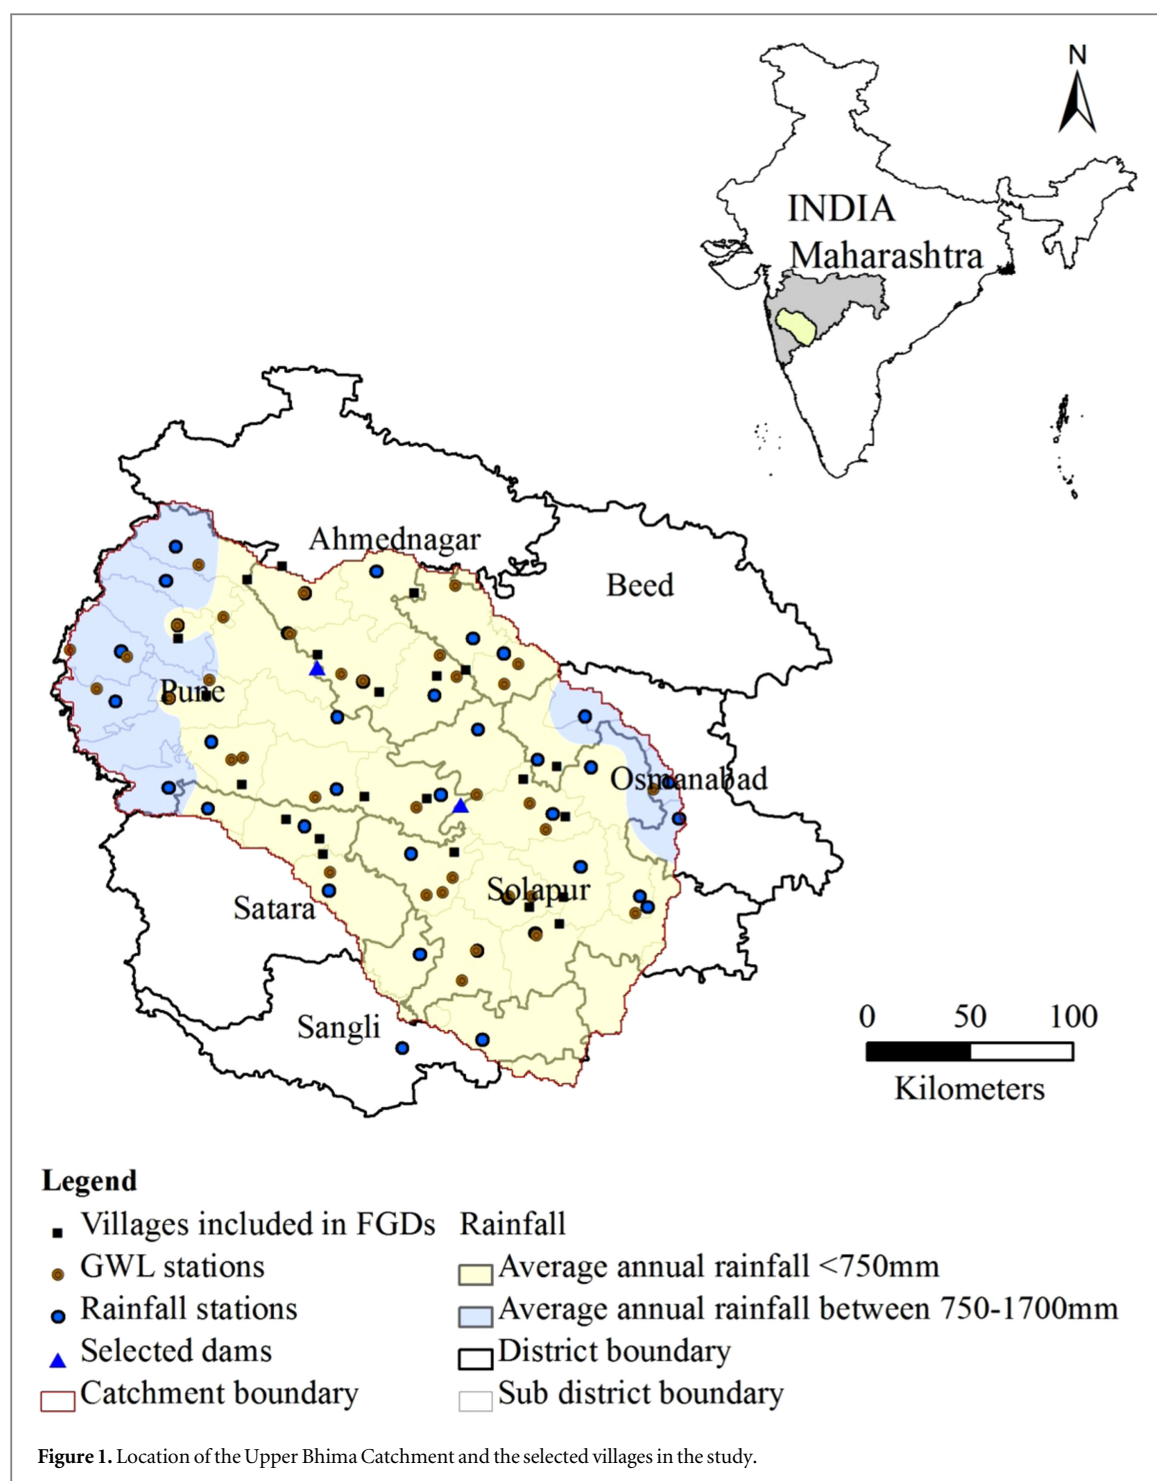 N
INDIA
Maharashtra
Ahmednagar
Beed
Pune
Osmanabad
Solapur
Satara
Sangli
0 50 100
Kilometers
Legend
Villages included in FGDs
GWL stations
Rainfall stations
Selected dams
Catchment boundary
Rainfall
Average annual rainfall <750mm
Average annual rainfall between 750-1700mm
District boundary
Sub district boundary
Figure 1. Location of the Upper Bhima Catchment and the selected villages in the study.